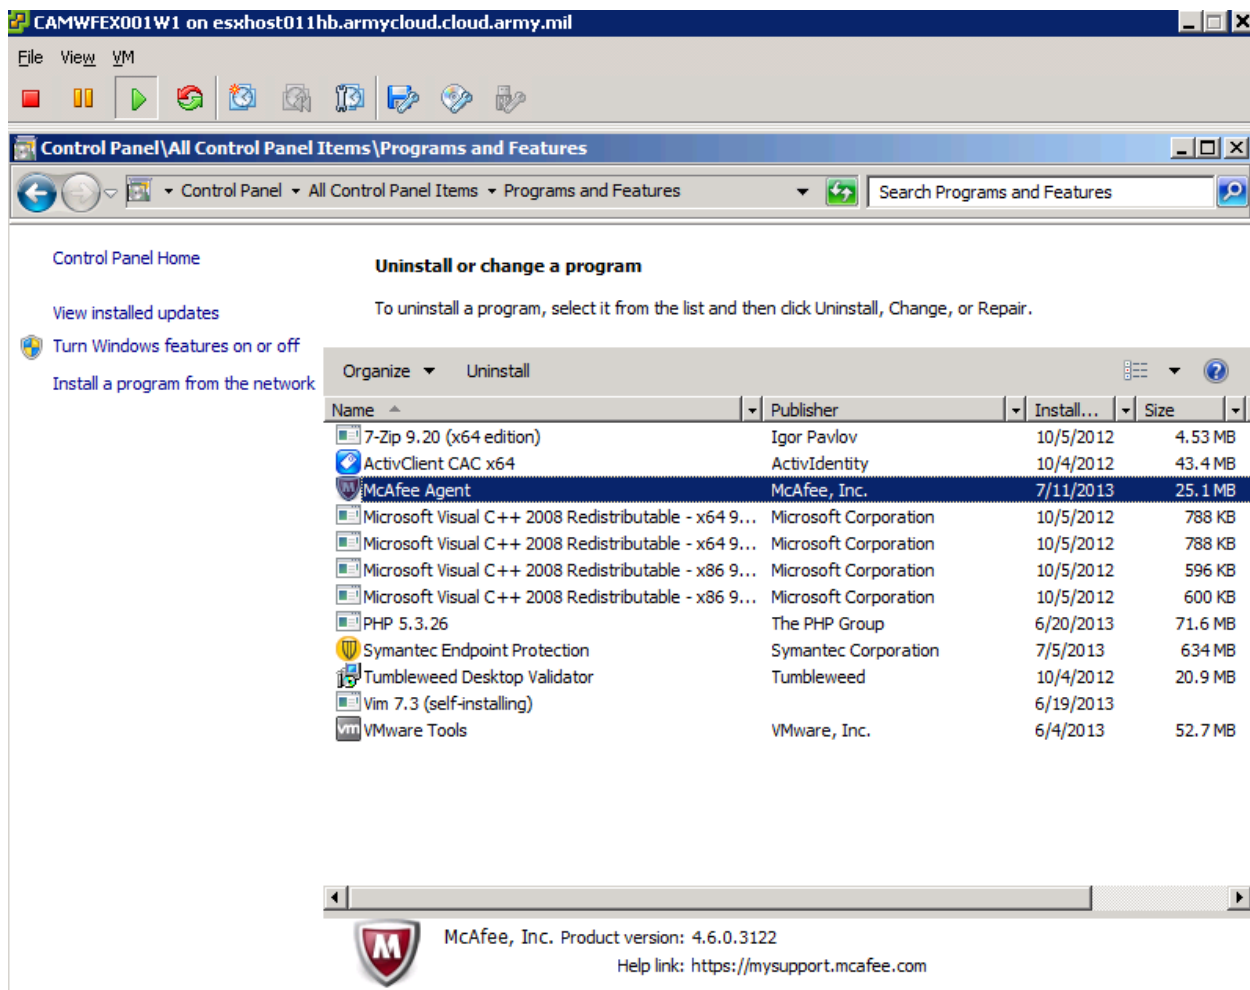 CAMWFEX001W1 on esxhost011hb.armycloud.cloud.army.mil
File View VM
Control Panel\All Control Panel Items\Programs and Features
Control Panel All Control Panel Items Programs and Features Search Programs and Features
Control Panel Home
Uninstall or change a program
View installed updates
To uninstall a program, select it from the list and then click Uninstall, Change, or Repair.
Turn Windows features on or off
Install a program from the network
Organize Uninstall
Name Publisher Install... Size
7-Zip 9.20 (x64 edition) Igor Pavlov 10/5/2012 4.53 MB
ActivClient CAC x64 ActivIdentity 10/4/2012 43.4 MB
McAfee Agent McAfee, Inc. 7/11/2013 25.1 MB
Microsoft Visual C++ 2008 Redistributable - x64 9... Microsoft Corporation 10/5/2012 788 KB
Microsoft Visual C++ 2008 Redistributable - x64 9... Microsoft Corporation 10/5/2012 788 KB
Microsoft Visual C++ 2008 Redistributable - x86 9... Microsoft Corporation 10/5/2012 596 KB
Microsoft Visual C++ 2008 Redistributable - x86 9... Microsoft Corporation 10/5/2012 600 KB
PHP 5.3.26 The PHP Group 6/20/2013 71.6 MB
Symantec Endpoint Protection Symantec Corporation 7/5/2013 634 MB
Tumbleweed Desktop Validator Tumbleweed 10/4/2012 20.9 MB
Vim 7.3 (self-installing) 6/19/2013
VMware Tools VMware, Inc. 6/4/2013 52.7 MB
McAfee, Inc. Product version: 4.6.0.3122
Help link: https://mysupport.mcafee.com